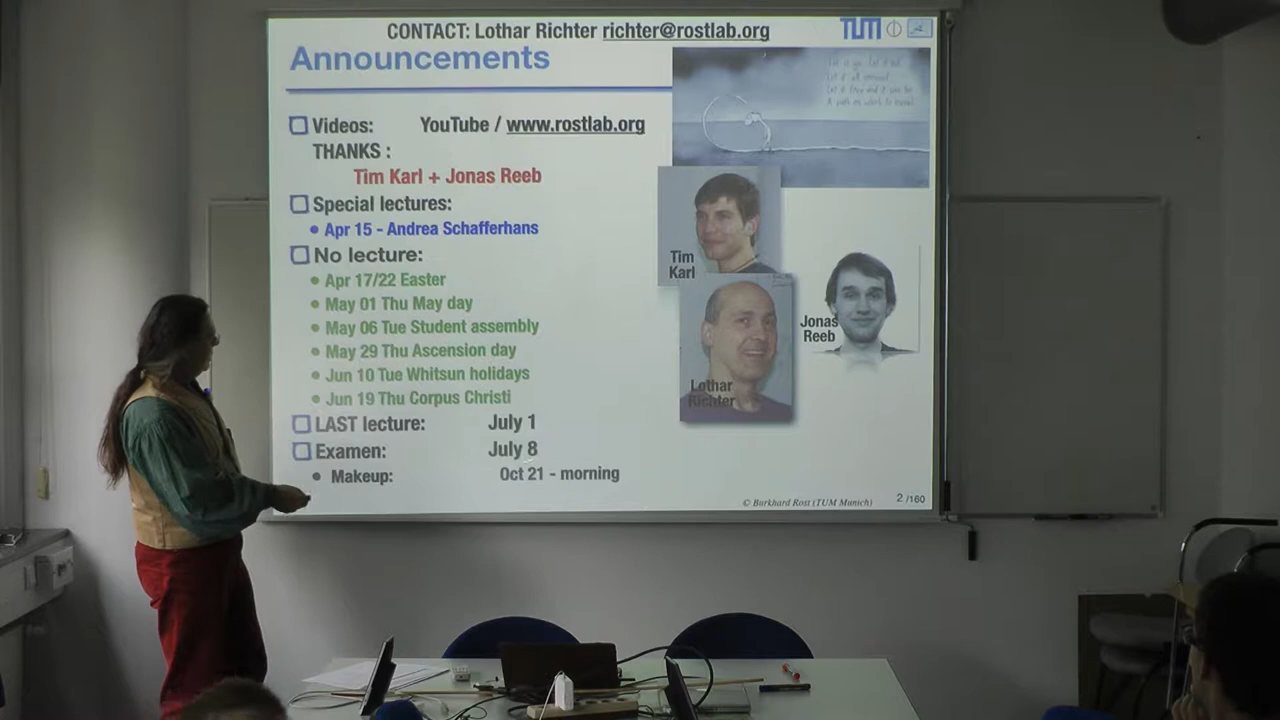 CONTACT: Lothar Richter richter@rostlab.org
TUM
Announcements
Videos: YouTube / www.rostlab.org
THANKS :
Tim Karl + Jonas Reeb
Special lectures:
• Apr 15 - Andrea Schafferhans
No lecture:
• Apr 17/22 Easter
• May 01 Thu May day
• May 06 Tue Student assembly
• May 29 Thu Ascension day
• Jun 10 Tue Whitsun holidays
• Jun 19 Thu Corpus Christi
LAST lecture: July 1
Examen: July 8
• Makeup: Oct 21 - morning
Tim
Karl
Jonas
Reeb
Lothar
Richter
© Burkhard Rost (TUM Munich)
2 /160